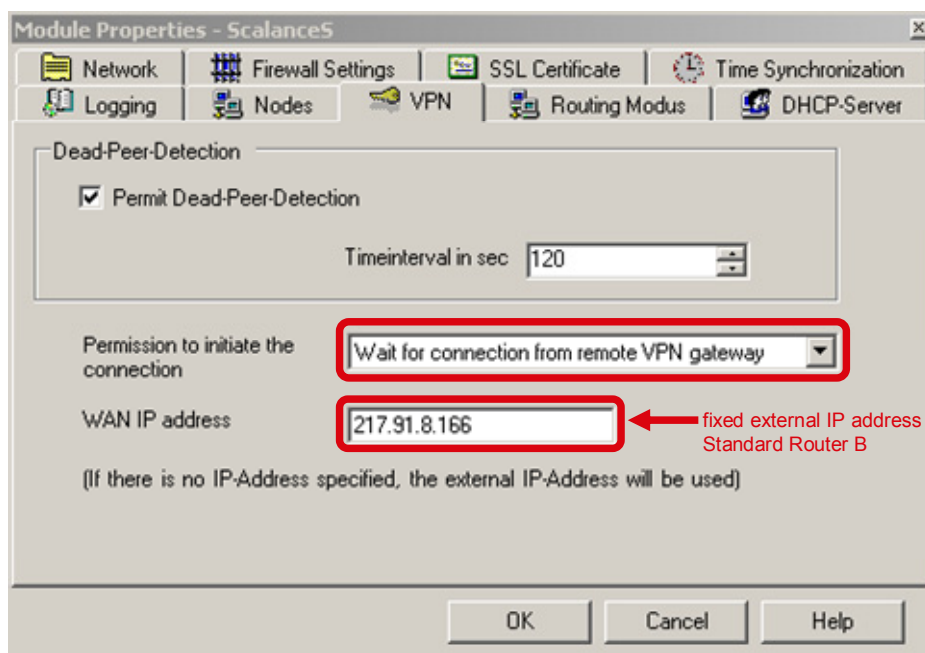 Module Properties - ScalanceS
Network
Firewall Settings
SSL Certificate
Time Synchronization
Logging
Nodes
VPN
Routing Modus
DHCP-Server
Dead-Peer-Detection
Permit Dead-Peer-Detection
Timeinterval in sec 120
Permission to initiate the
connection
Wait for connection from remote VPN gateway
WAN IP address
217.91.8.166
fixed external IP address
Standard Router B
(If there is no IP-Address specified, the external IP-Address will be used)
OK
Cancel
Help